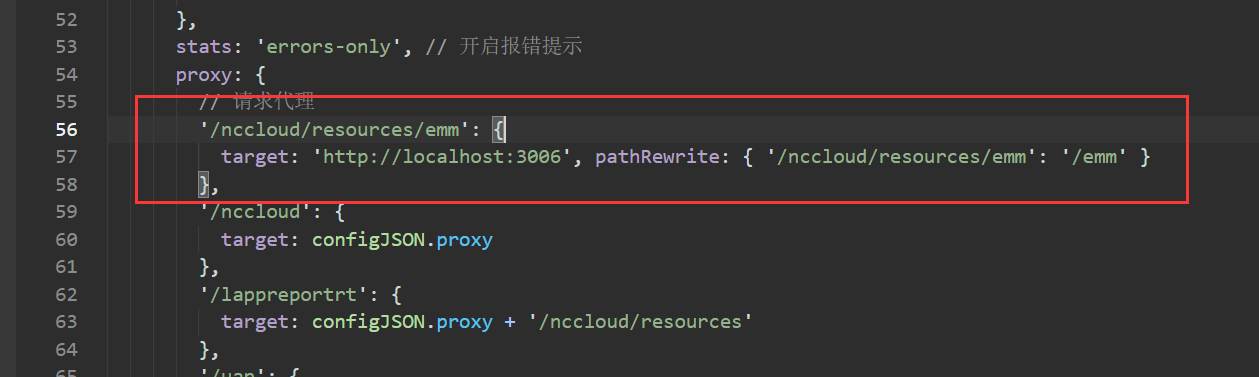 52 },
53 stats: 'errors-only', // 开启报错提示
54 proxy: {
55 // 请求代理
56 '/nccloud/resources/emm': {
57 target: 'http://localhost:3006', pathRewrite: { '/nccloud/resources/emm': '/emm' }
58 },
59 '/nccloud': {
60 target: configJSON.proxy
61 },
62 '/lappreportrt': {
63 target: configJSON.proxy + '/nccloud/resources'
64 },
65 '/uap': {